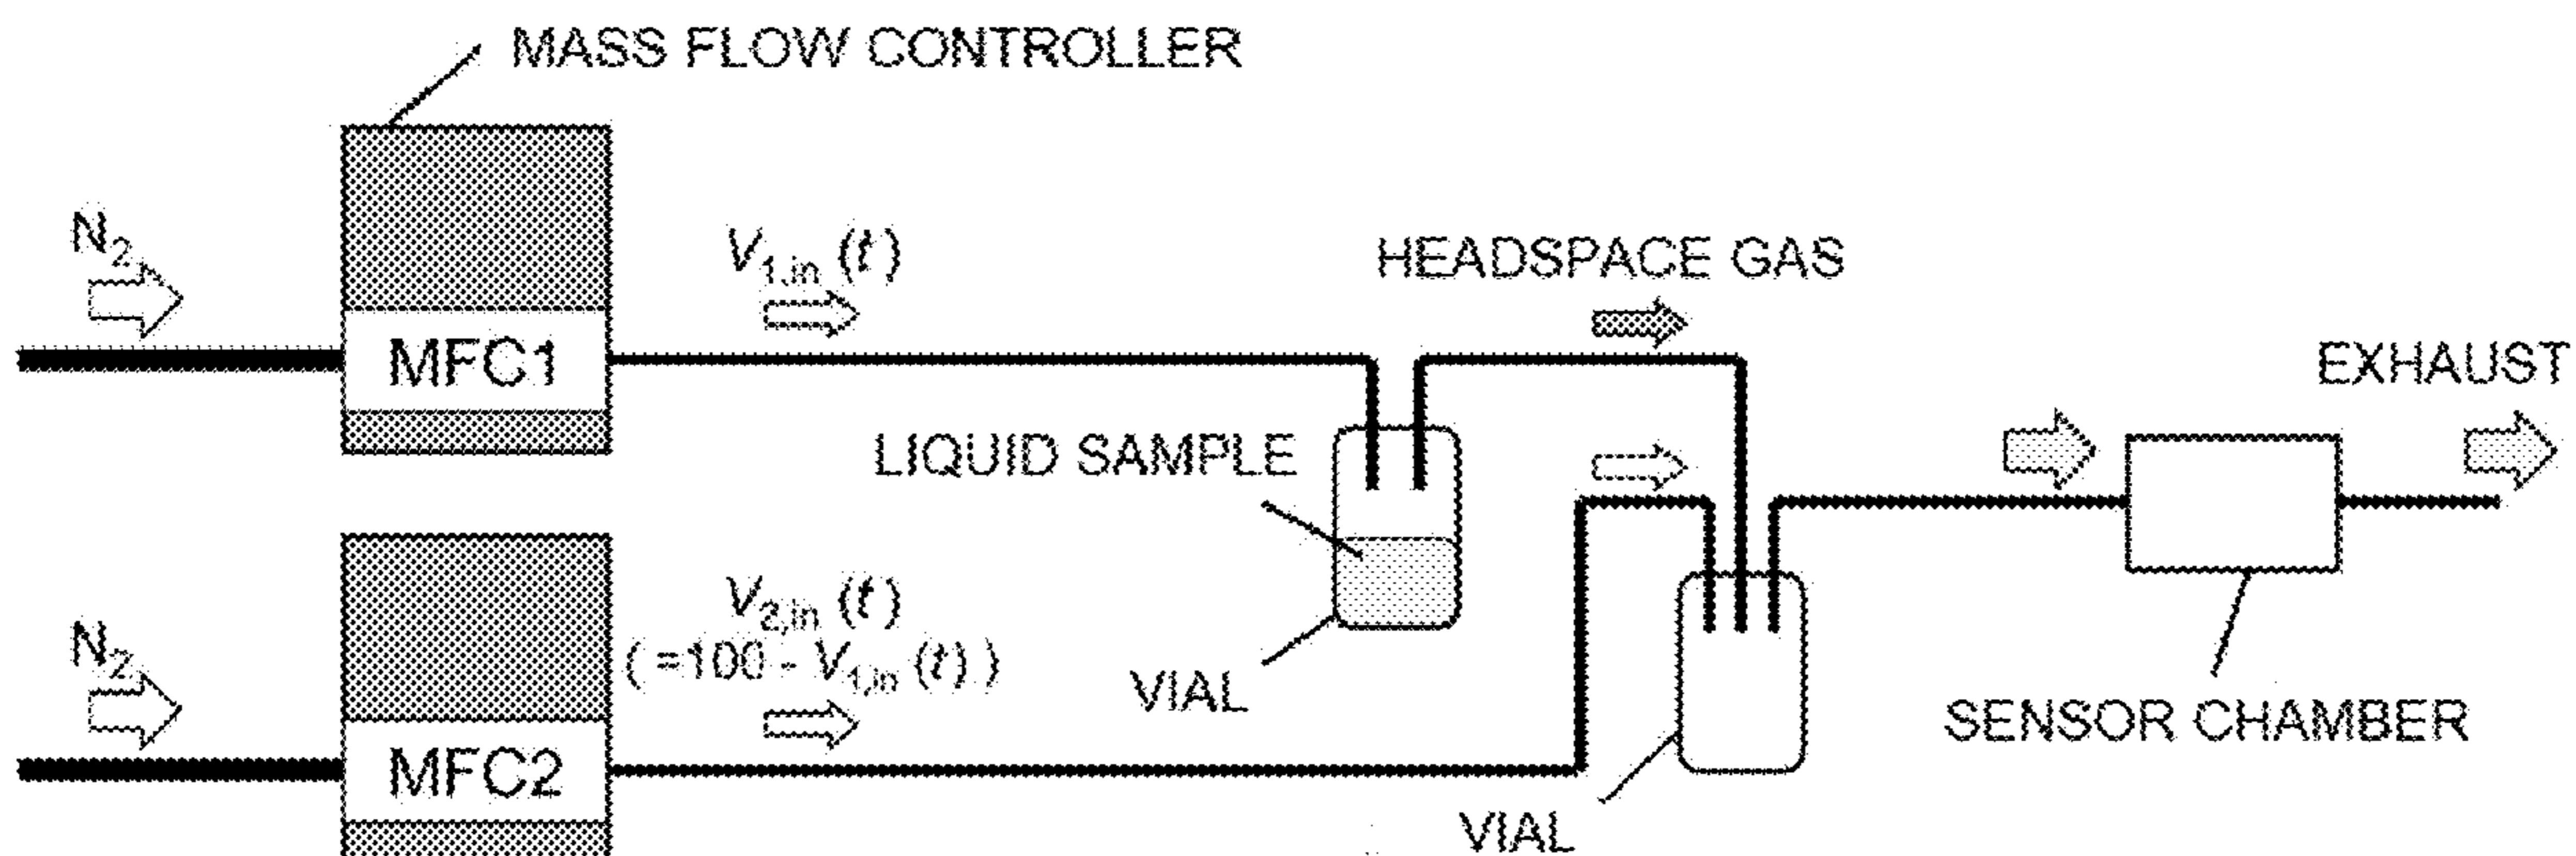 MASS FLOW CONTROLLER
N2
V1,in (t)
HEADSPACE GAS
MFC1
EXHAUST
LIQUID SAMPLE
N2
V2,in (t)
( =100 - V1,in (t) )
VIAL
SENSOR CHAMBER
MFC2
VIAL